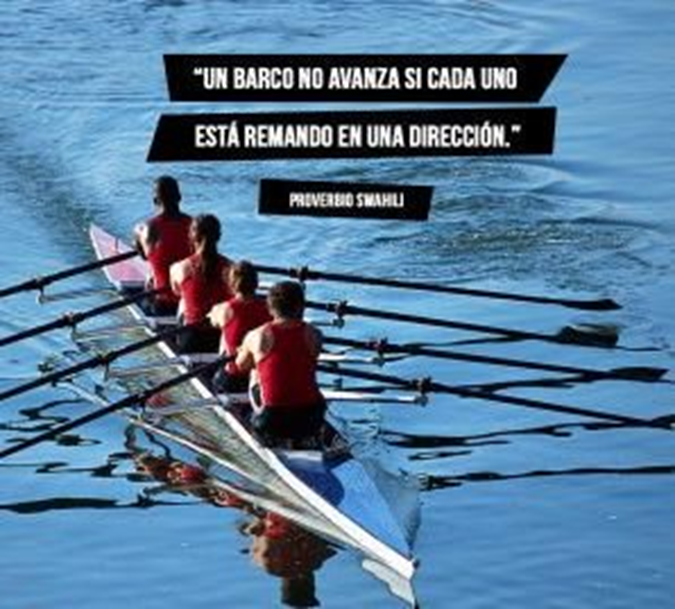 “UN BARCO NO AVANZA SI CADA UNO
ESTÁ REMANDO EN UNA DIRECCIÓN.”
PROVERBIO SWAHILI